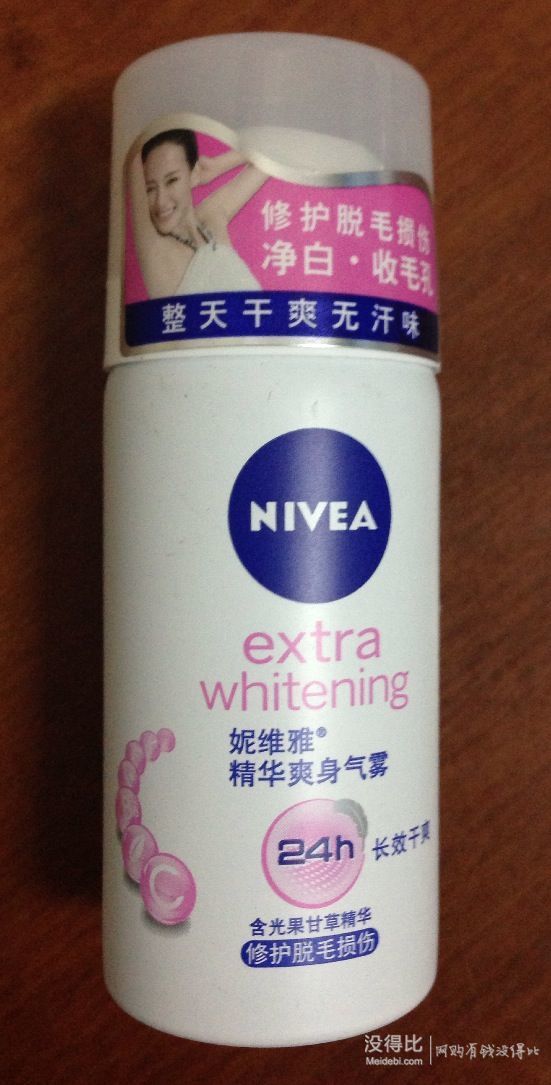 修护脱毛损伤
净白·收毛孔
整天干爽无汗味
NIVEA
extra
whitening
妮维雅®
精华爽身气雾
24h 长效干爽
C
含光果甘草精华
修护脱毛损伤
没得比 网购有钱没得比
Meidebi.com